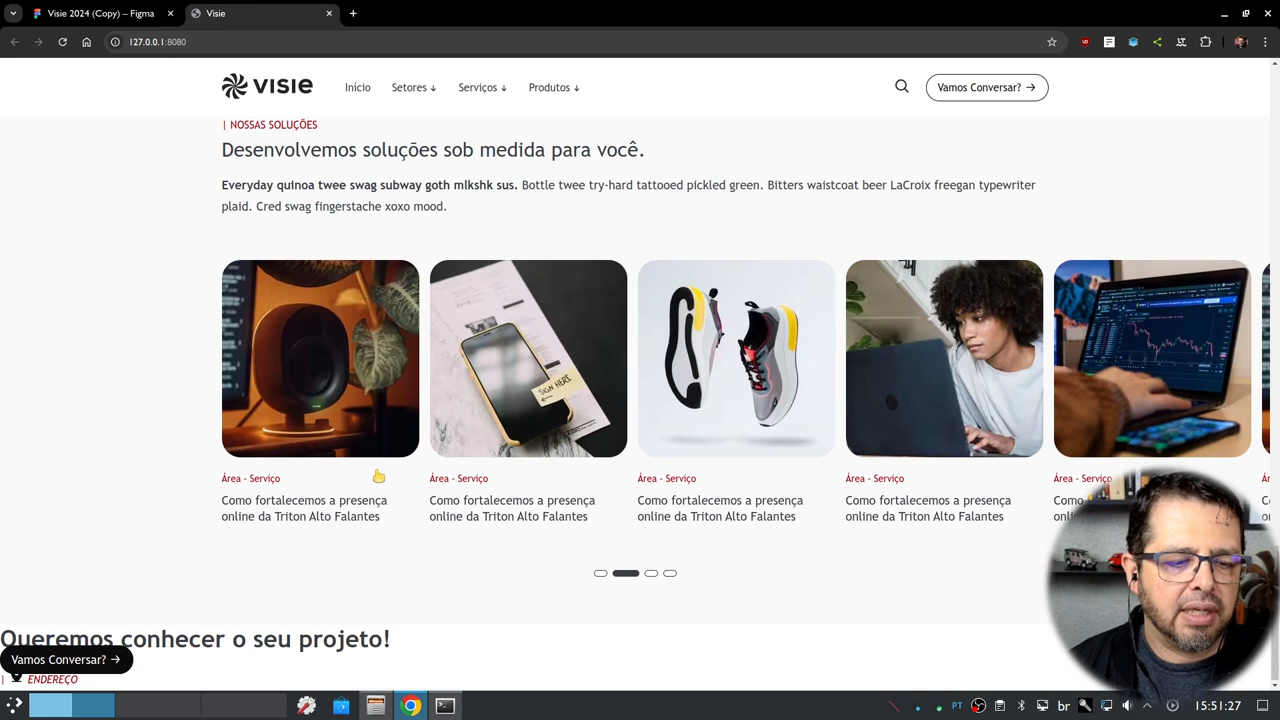 Visie 2024 (Copy) – Figma
Visie
127.0.0.1:8080
VISIE
Início
Setores ↓
Serviços ↓
Produtos ↓
Vamos Conversar? →
| NOSSAS SOLUÇÕES
Desenvolvemos soluções sob medida para você.
Everyday quinoa twee swag subway goth mlkshk sus. Bottle twee try-hard tattooed pickled green. Bitters waistcoat beer LaCroix freegan typewriter
plaid. Cred swag fingerstache xoxo mood.
SIGN HERE
Área - Serviço
Como fortalecemos a presença
online da Triton Alto Falantes
Área - Serviço
Como fortalecemos a presença
online da Triton Alto Falantes
Área - Serviço
Como fortalecemos a presença
online da Triton Alto Falantes
Área - Serviço
Como fortalecemos a presença
online da Triton Alto Falantes
Área - Serviço
Como
Queremos conhecer o seu projeto!
Vamos Conversar? →
| ENDEREÇO
PT
br
15:51:27